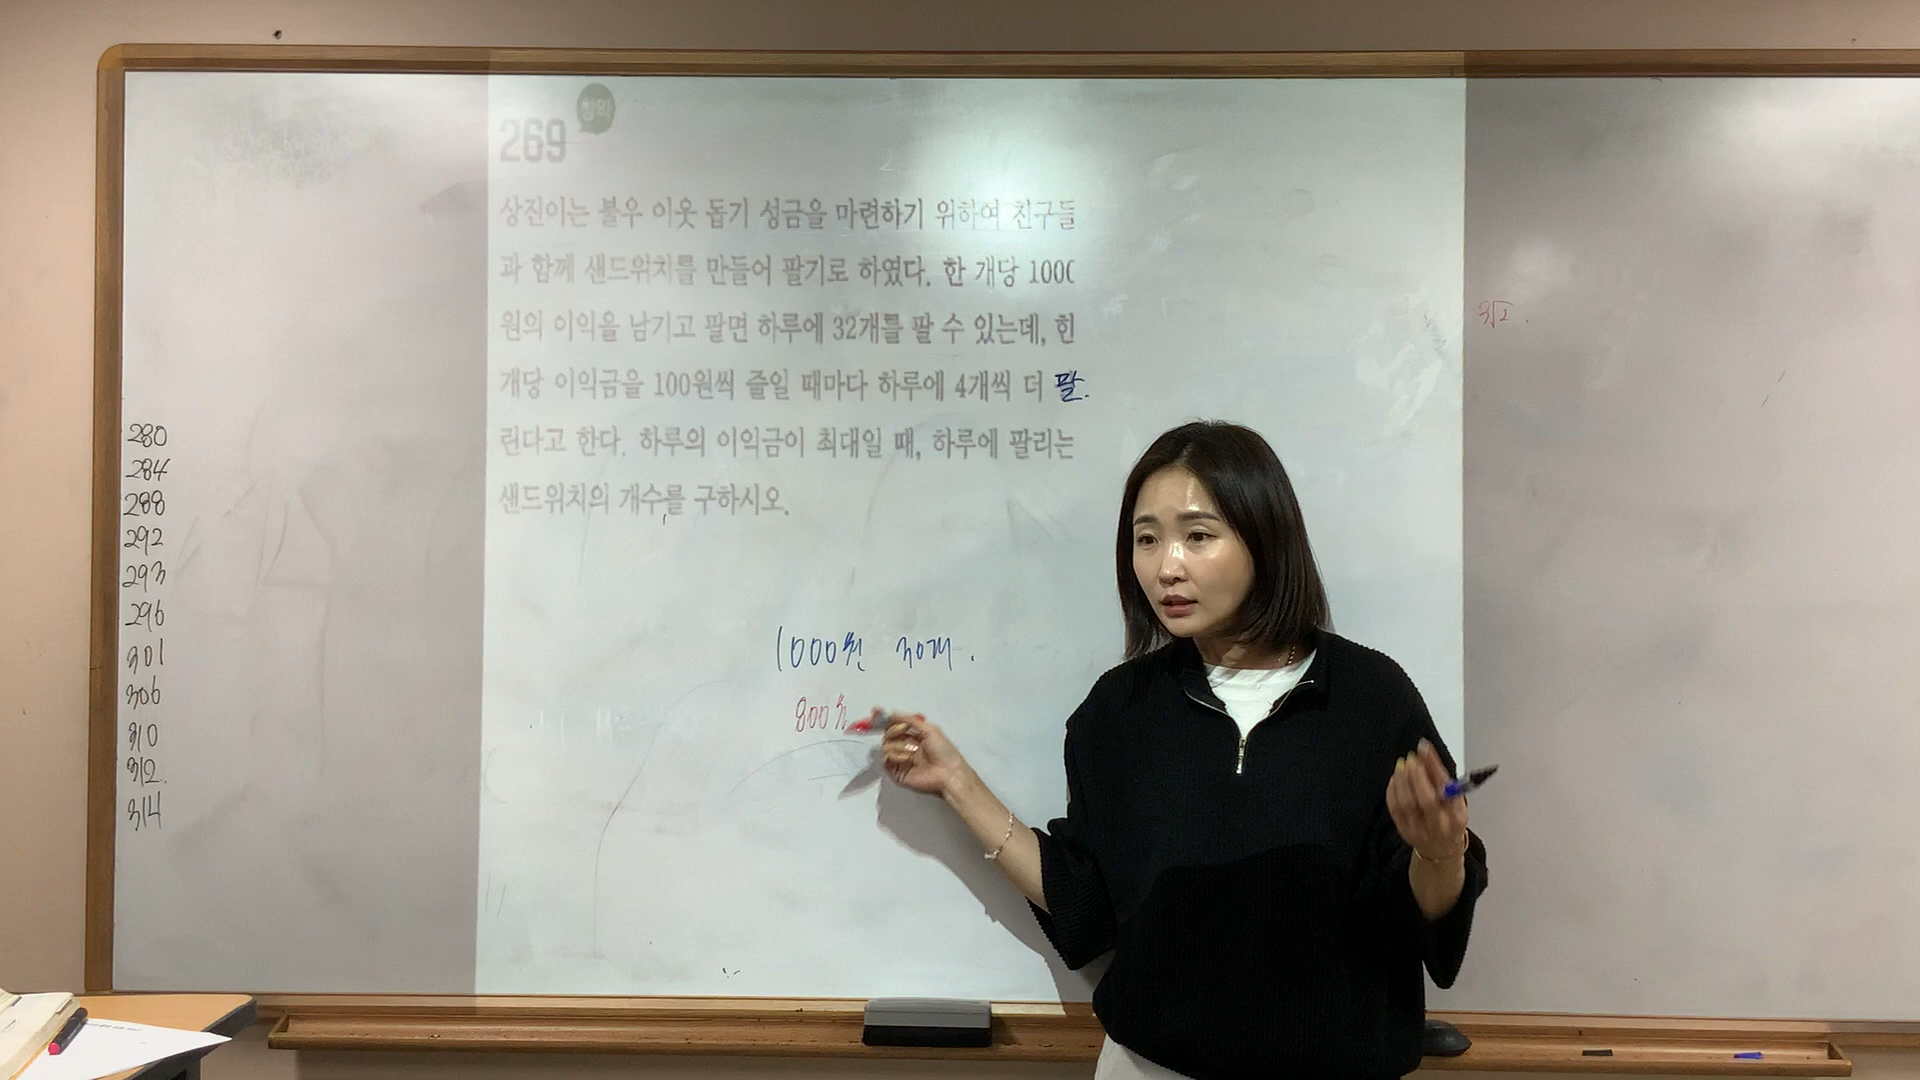 269
창의
상진이는 불우 이웃 돕기 성금을 마련하기 위하여 친구들
과 함께 샌드위치를 만들어 팔기로 하였다. 한 개당 1000
원의 이익을 남기고 팔면 하루에 32개를 팔 수 있는데, 한
개당 이익금을 100원씩 줄일 때마다 하루에 4개씩 더 팔
린다고 한다. 하루의 이익금이 최대일 때, 하루에 팔리는
샌드위치의 개수를 구하시오.
1000원 30개.
800원
280
284
288
292
293
296
301
306
310
312.
314
3√2.